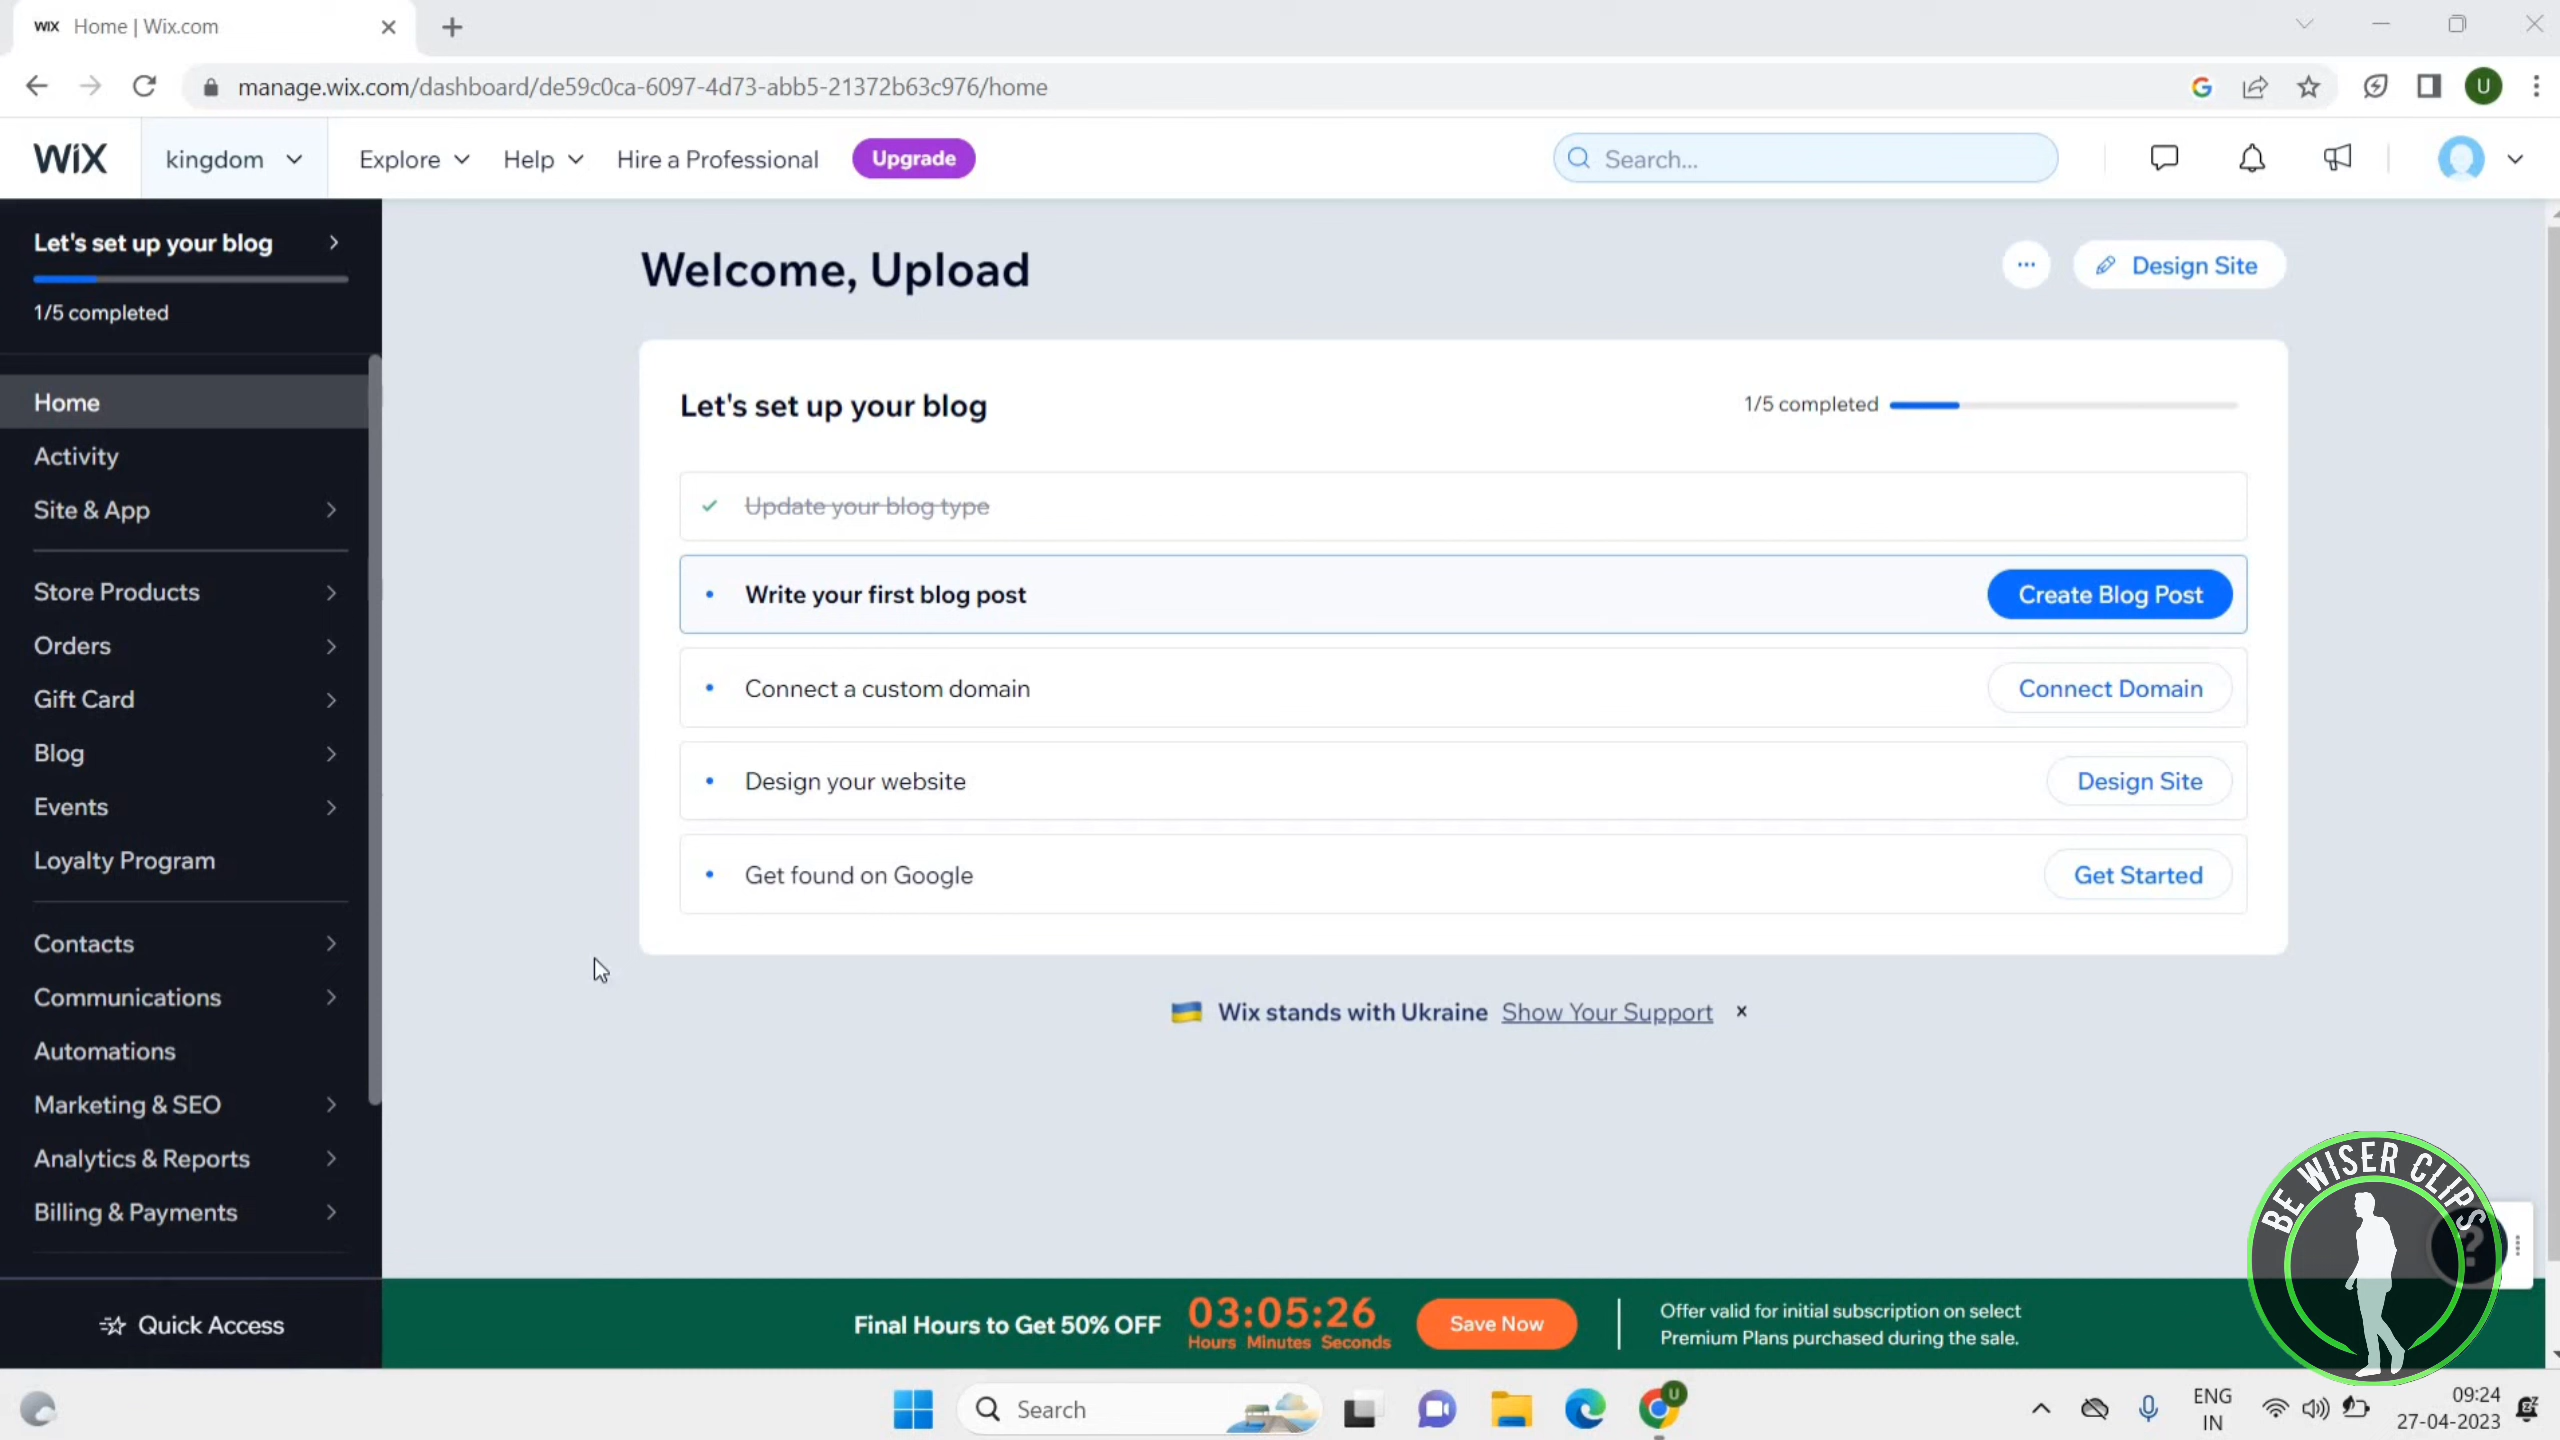 WIX Home | Wix.com
manage.wix.com/dashboard/de59c0ca-6097-4d73-abb5-21372b63c976/home
U
WiX kingdom Explore Help Hire a Professional Upgrade Search...
Let's set up your blog
1/5 completed
Home
Activity
Site & App
Store Products
Orders
Gift Card
Blog
Events
Loyalty Program
Contacts
Communications
Automations
Marketing & SEO
Analytics & Reports
Billing & Payments
Quick Access
Welcome, Upload
Design Site
Let's set up your blog
1/5 completed
Update your blog type
Write your first blog post
Create Blog Post
Connect a custom domain
Connect Domain
Design your website
Design Site
Get found on Google
Get Started
Wix stands with Ukraine Show Your Support
BE WISER CLIPS
?
Final Hours to Get 50% OFF
03:05:26
Hours Minutes Seconds
Save Now
Offer valid for initial subscription on select
Premium Plans purchased during the sale.
Search
U
ENG
IN
09:24
27-04-2023